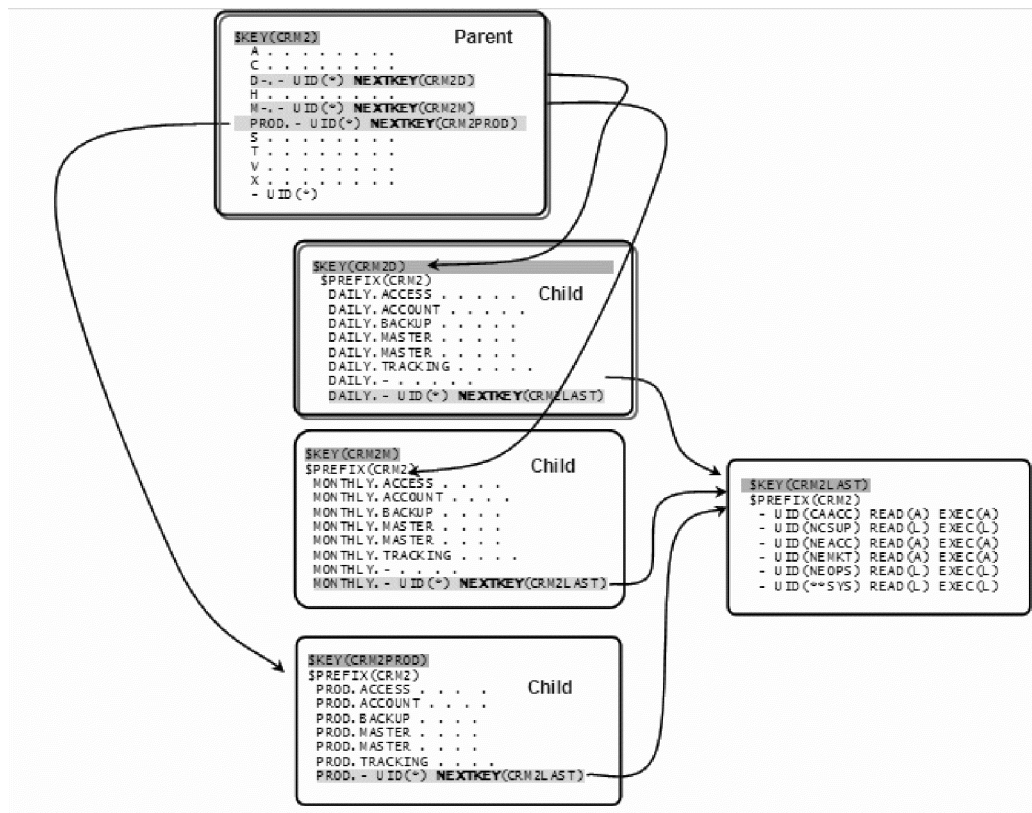 $KEY(CRM2) Parent
A . . . . . . . .
C . . . . . . . .
D-.- UID(*) NEXTKEY(CRM2D)
H . . . . . . . .
M-.- UID(*) NEXTKEY(CRM2M)
PROD.- UID(*) NEXTKEY(CRM2PROD)
S . . . . . . . .
T . . . . . . . .
V . . . . . . . .
X . . . . . . . .
- UID(*)
$KEY(CRM2D)
$PREFIX(CRM2)
DAILY.ACCESS . . . . . Child
DAILY.ACCOUNT . . . . .
DAILY.BACKUP . . . . .
DAILY.MASTER . . . . .
DAILY.MASTER . . . . .
DAILY.TRACKING . . . . .
DAILY.- . . . . .
DAILY.- UID(*) NEXTKEY(CRM2LAST)
$KEY(CRM2M)
$PREFIX(CRM2) Child
MONTHLY.ACCESS . . . .
MONTHLY.ACCOUNT . . . .
MONTHLY.BACKUP . . . .
MONTHLY.MASTER . . . .
MONTHLY.MASTER . . . .
MONTHLY.TRACKING . . . .
MONTHLY.- . . . .
MONTHLY.- UID(*) NEXTKEY(CRM2LAST)
$KEY(CRM2LAST)
$PREFIX(CRM2)
- UID(CAACC) READ(A) EXEC(A)
- UID(NCSUP) READ(L) EXEC(L)
- UID(NEACC) READ(A) EXEC(A)
- UID(NEMKT) READ(A) EXEC(A)
- UID(NEOPS) READ(L) EXEC(L)
- UID(**SYS) READ(L) EXEC(L)
$KEY(CRM2PROD)
$PREFIX(CRM2)
PROD.ACCESS . . . . Child
PROD.ACCOUNT . . . .
PROD.BACKUP . . . .
PROD.MASTER . . . .
PROD.MASTER . . . .
PROD.TRACKING . . . .
PROD.- UID(*) NEXTKEY(CRM2LAST)